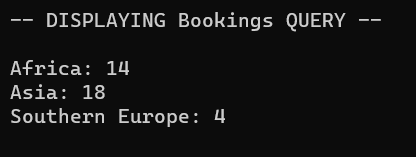 -- DISPLAYING Bookings QUERY --
Africa: 14
Asia: 18
Southern Europe: 4